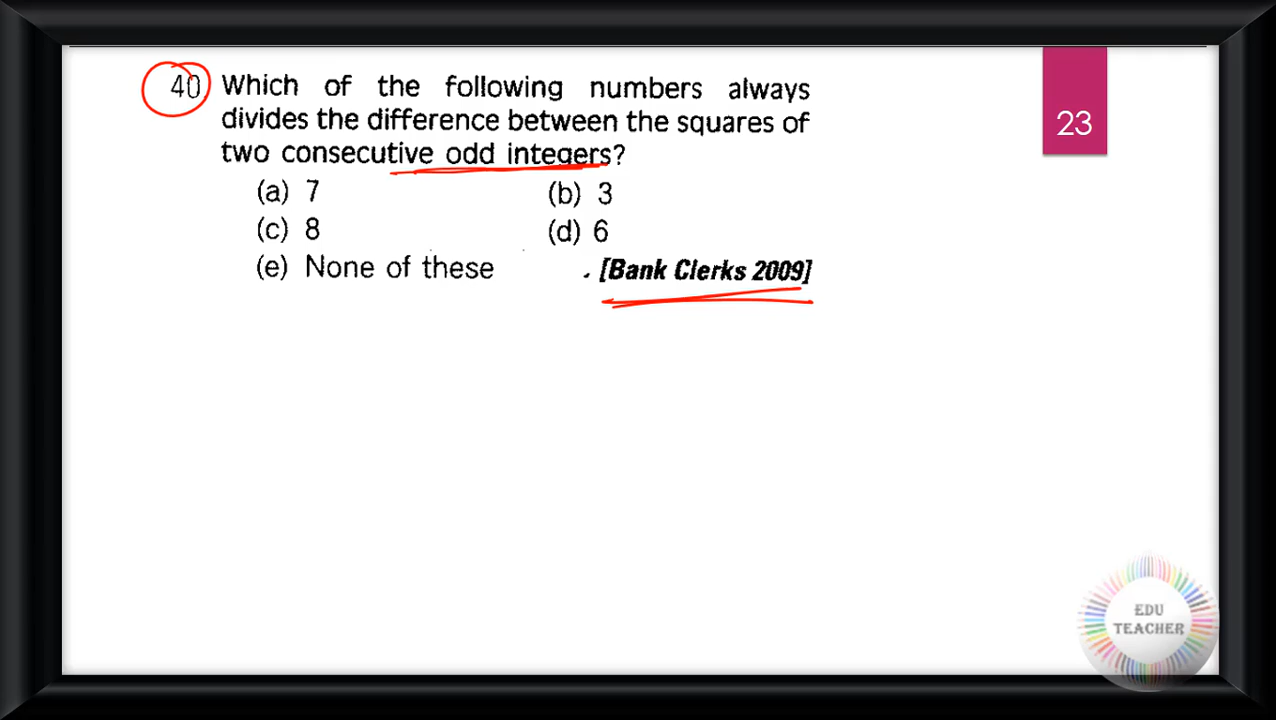 40 Which of the following numbers always
divides the difference between the squares of
two consecutive odd integers?
(a) 7 (b) 3
(c) 8 (d) 6
(e) None of these . [Bank Clerks 2009]
23
EDU
TEACHER